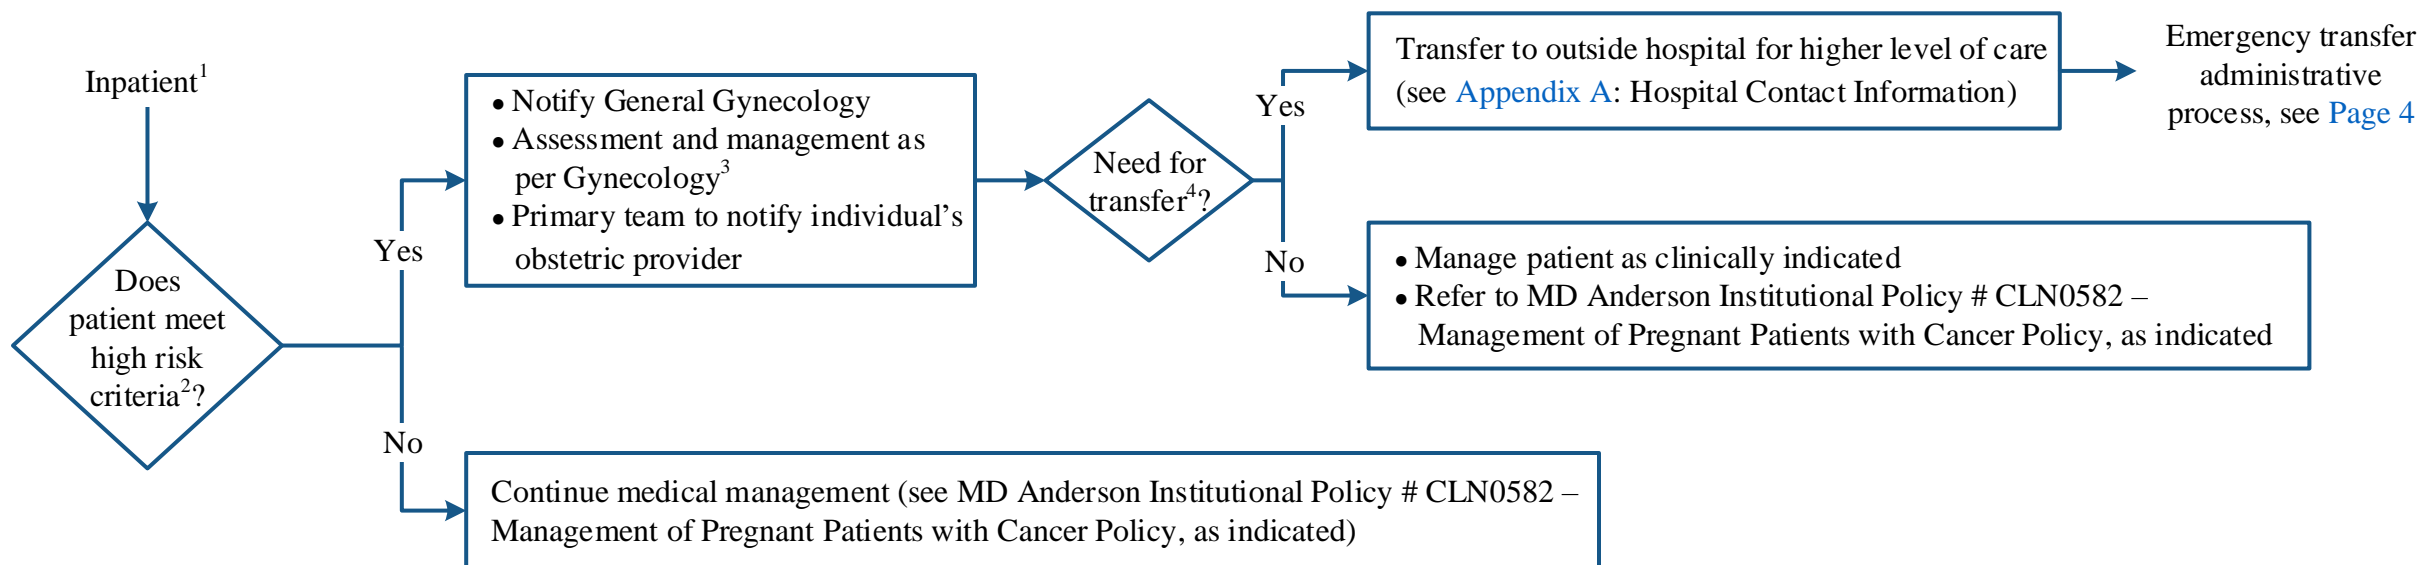 Inpatient1
Does
patient meet
high risk
criteria2?
Yes
No
• Notify General Gynecology
• Assessment and management as
per Gynecology3
• Primary team to notify individual’s
obstetric provider
Continue medical management (see MD Anderson Institutional Policy # CLN0582 –
Management of Pregnant Patients with Cancer Policy, as indicated)
Need for
transfer4?
Yes
No
Transfer to outside hospital for higher level of care
(see Appendix A: Hospital Contact Information)
Emergency transfer
administrative
process, see Page 4
• Manage patient as clinically indicated
• Refer to MD Anderson Institutional Policy # CLN0582 –
Management of Pregnant Patients with Cancer Policy, as indicated